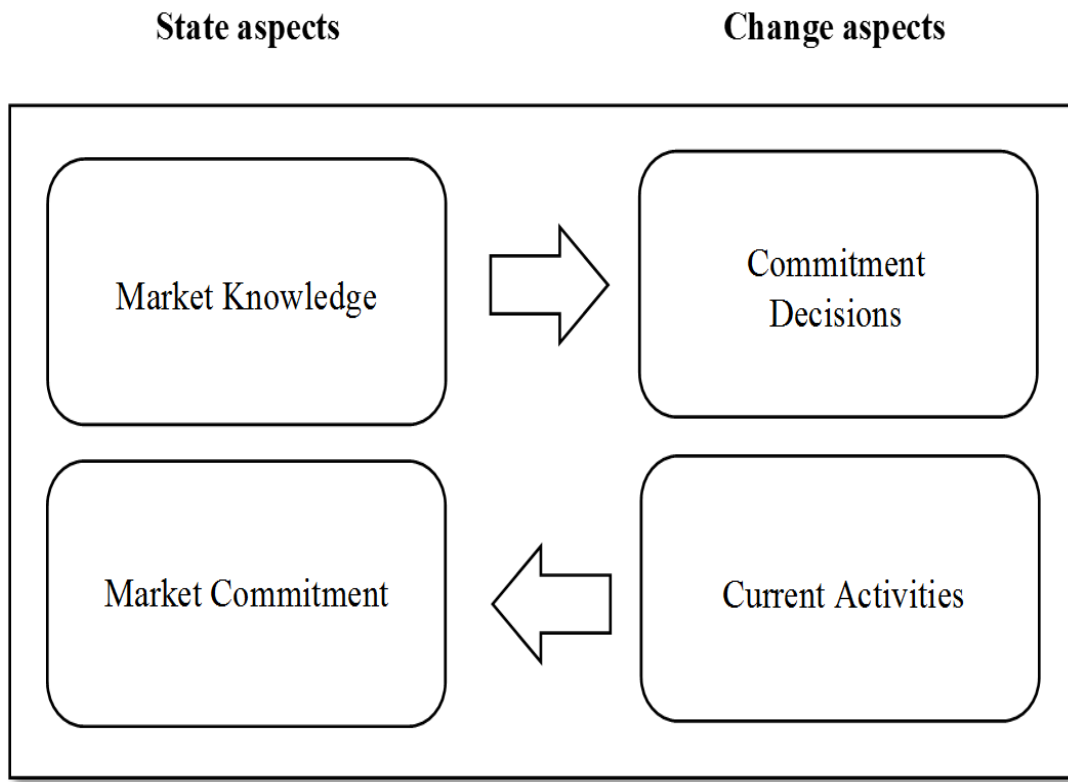 State aspects
Change aspects
Market Knowledge
Commitment
Decisions
Market Commitment
Current Activities